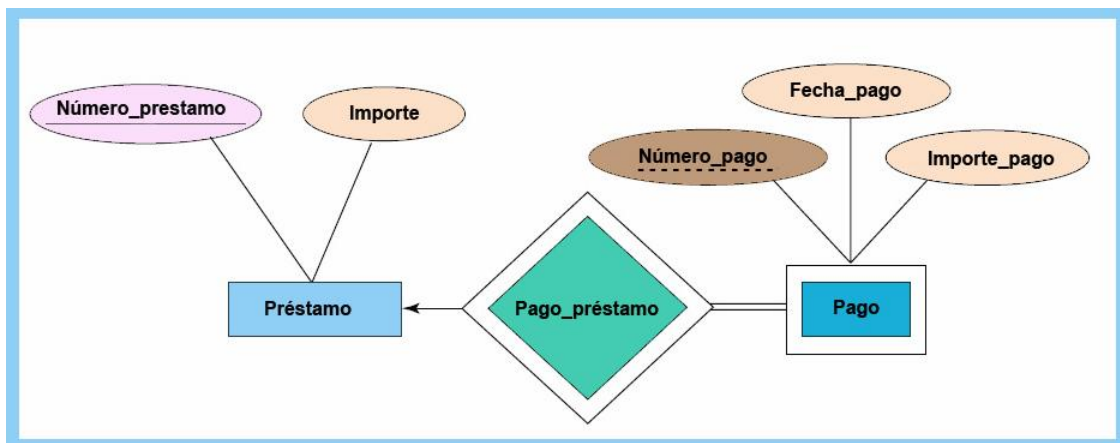 Número_prestamo
Importe
Fecha_pago
Número_pago
Importe_pago
Préstamo
Pago_préstamo
Pago